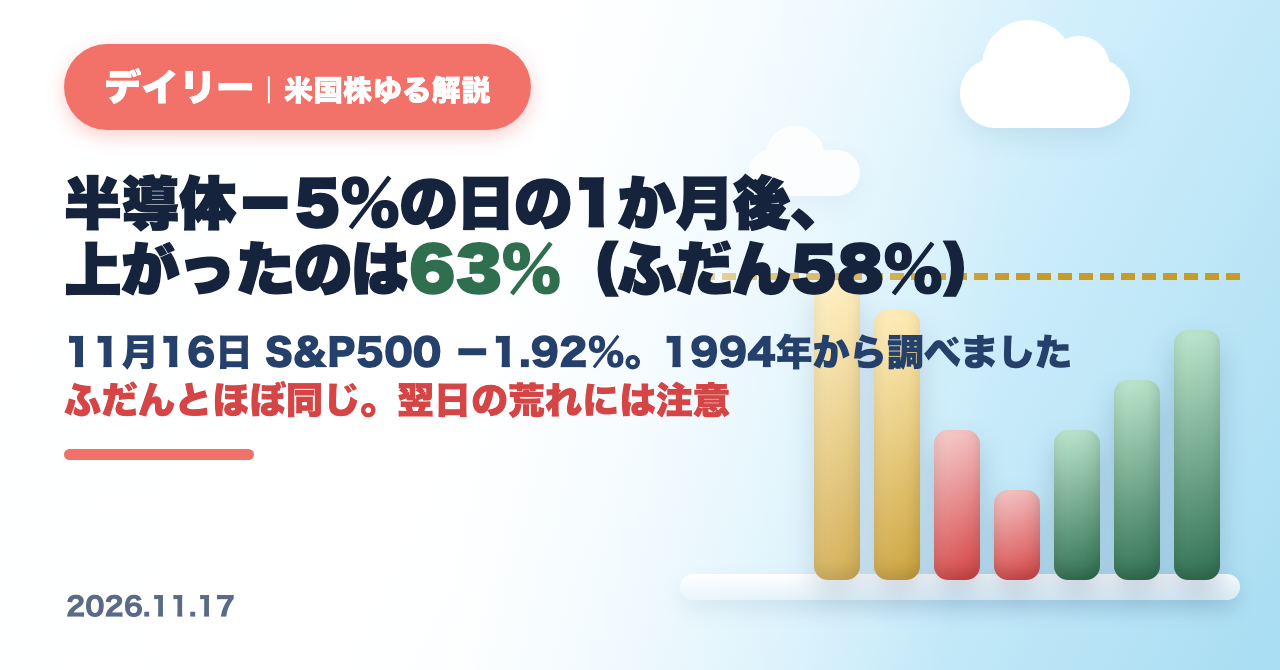 デイリー｜米国株ゆる解説
半導体－5%の日の1か月後、
上がったのは63%（ふだん58%）
11月16日 S&P500 －1.92%。1994年から調べました
ふだんとほぼ同じ。翌日の荒れには注意
2026.11.17